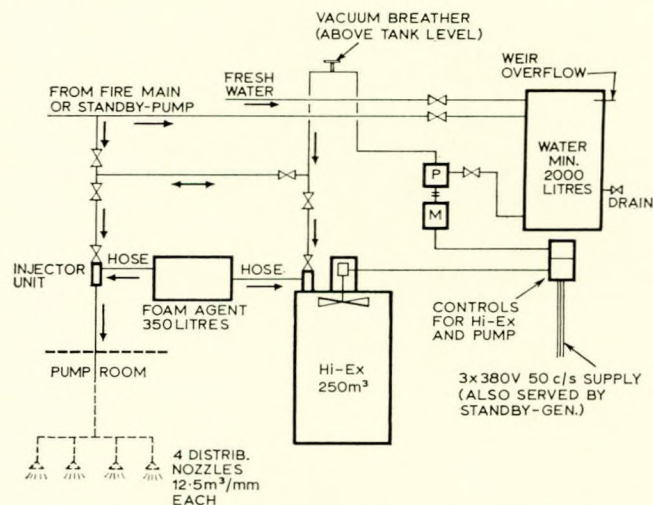 VACUUM BREATHER
(ABOVE TANK LEVEL)
WEIR
OVERFLOW
FROM FIRE MAIN
OR STANDBY-PUMP
FRESH
WATER
WATER
MIN.
2000
LITRES
P
M
DRAIN
INJECTOR
UNIT
HOSE
HOSE
FOAM AGENT
350 LITRES
CONTROLS
FOR Hi-Ex
AND PUMP
Hi-Ex
250m³
PUMP ROOM
3x380V 50 c/s SUPPLY
(ALSO SERVED BY
STANDBY-GEN.)
4 DISTRIB.
NOZZLES
12·5m³/mm
EACH